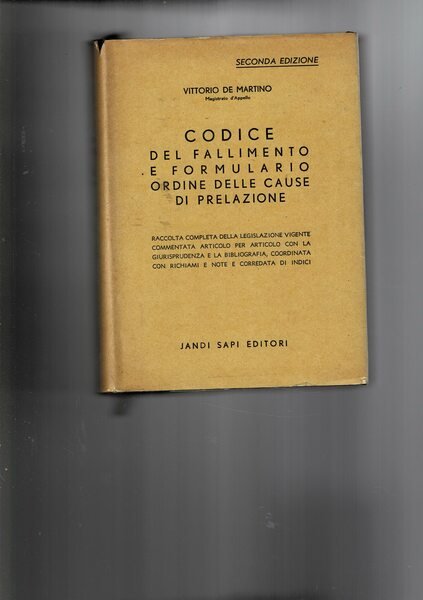 SECONDA EDIZIONE
VITTORIO DE MARTINO
Magistrato d'Appello
CODICE
DEL FALLIMENTO
E FORMULARIO
ORDINE DELLE CAUSE
DI PRELAZIONE
RACCOLTA COMPLETA DELLA LEGISLAZIONE VIGENTE
COMMENTATA ARTICOLO PER ARTICOLO CON LA
GIURISPRUDENZA E LA BIBLIOGRAFIA, COORDINATA
CON RICHIAMI E NOTE E CORREDATA DI INDICI
JANDI SAPI EDITORI